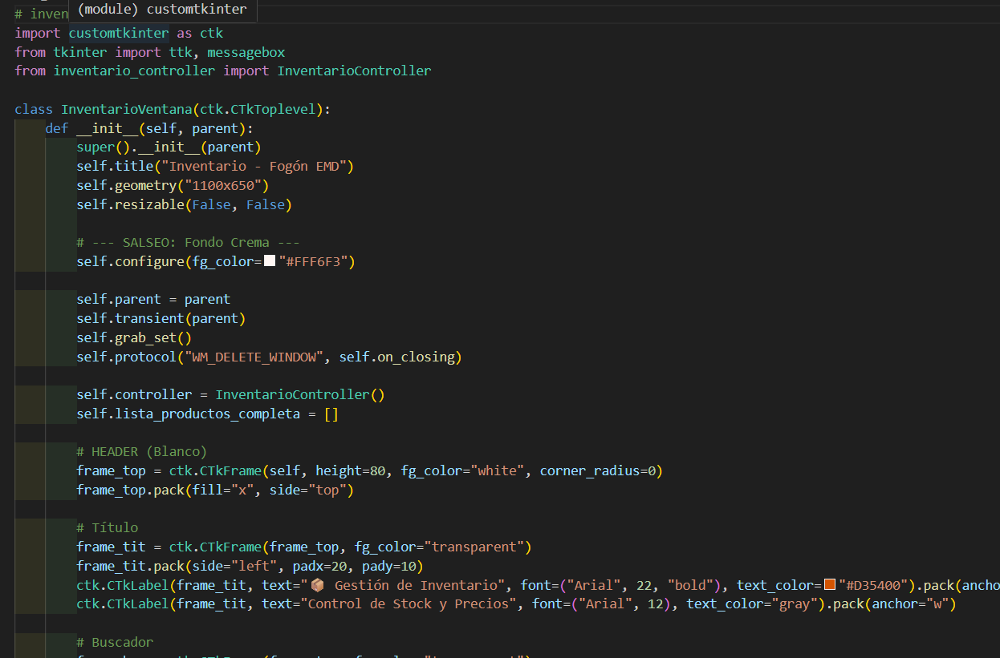 (module) customtkinter
# inven
import customtkinter as ctk
from tkinter import ttk, messagebox
from inventario_controller import InventarioController
class InventarioVentana(ctk.CTkToplevel):
def __init__(self, parent):
super().__init__(parent)
self.title("Inventario - Fogón EMD")
self.geometry("1100x650")
self.resizable(False, False)
# --- SALSEO: Fondo Crema ---
self.configure(fg_color="#FFF6F3")
self.parent = parent
self.transient(parent)
self.grab_set()
self.protocol("WM_DELETE_WINDOW", self.on_closing)
self.controller = InventarioController()
self.lista_productos_completa = []
# HEADER (Blanco)
frame_top = ctk.CTkFrame(self, height=80, fg_color="white", corner_radius=0)
frame_top.pack(fill="x", side="top")
# Título
frame_tit = ctk.CTkFrame(frame_top, fg_color="transparent")
frame_tit.pack(side="left", padx=20, pady=10)
ctk.CTkLabel(frame_tit, text="📦 Gestión de Inventario", font=("Arial", 22, "bold"), text_color="#D35400").pack(ancho
ctk.CTkLabel(frame_tit, text="Control de Stock y Precios", font=("Arial", 12), text_color="gray").pack(anchor="w")
# Buscador